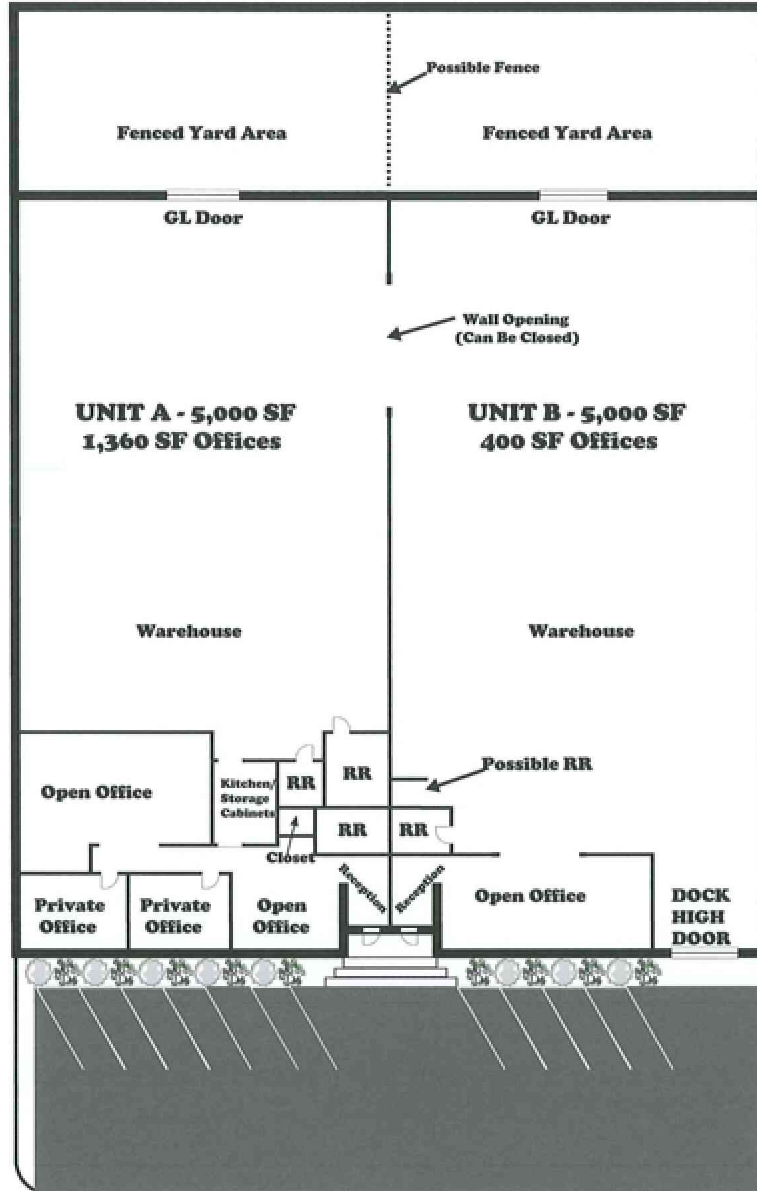 Possible Fence
Fenced Yard Area
Fenced Yard Area
GL Door
GL Door
Wall Opening
(Can Be Closed)
UNIT A - 5,000 SF
1,360 SF Offices
UNIT B - 5,000 SF
400 SF Offices
Warehouse
Warehouse
Open Office
Kitchen/
Storage
Cabinets
RR
RR
Possible RR
RR
RR
Closet
Reception
Reception
Private
Office
Private
Office
Open
Office
Open Office
DOCK
HIGH
DOOR